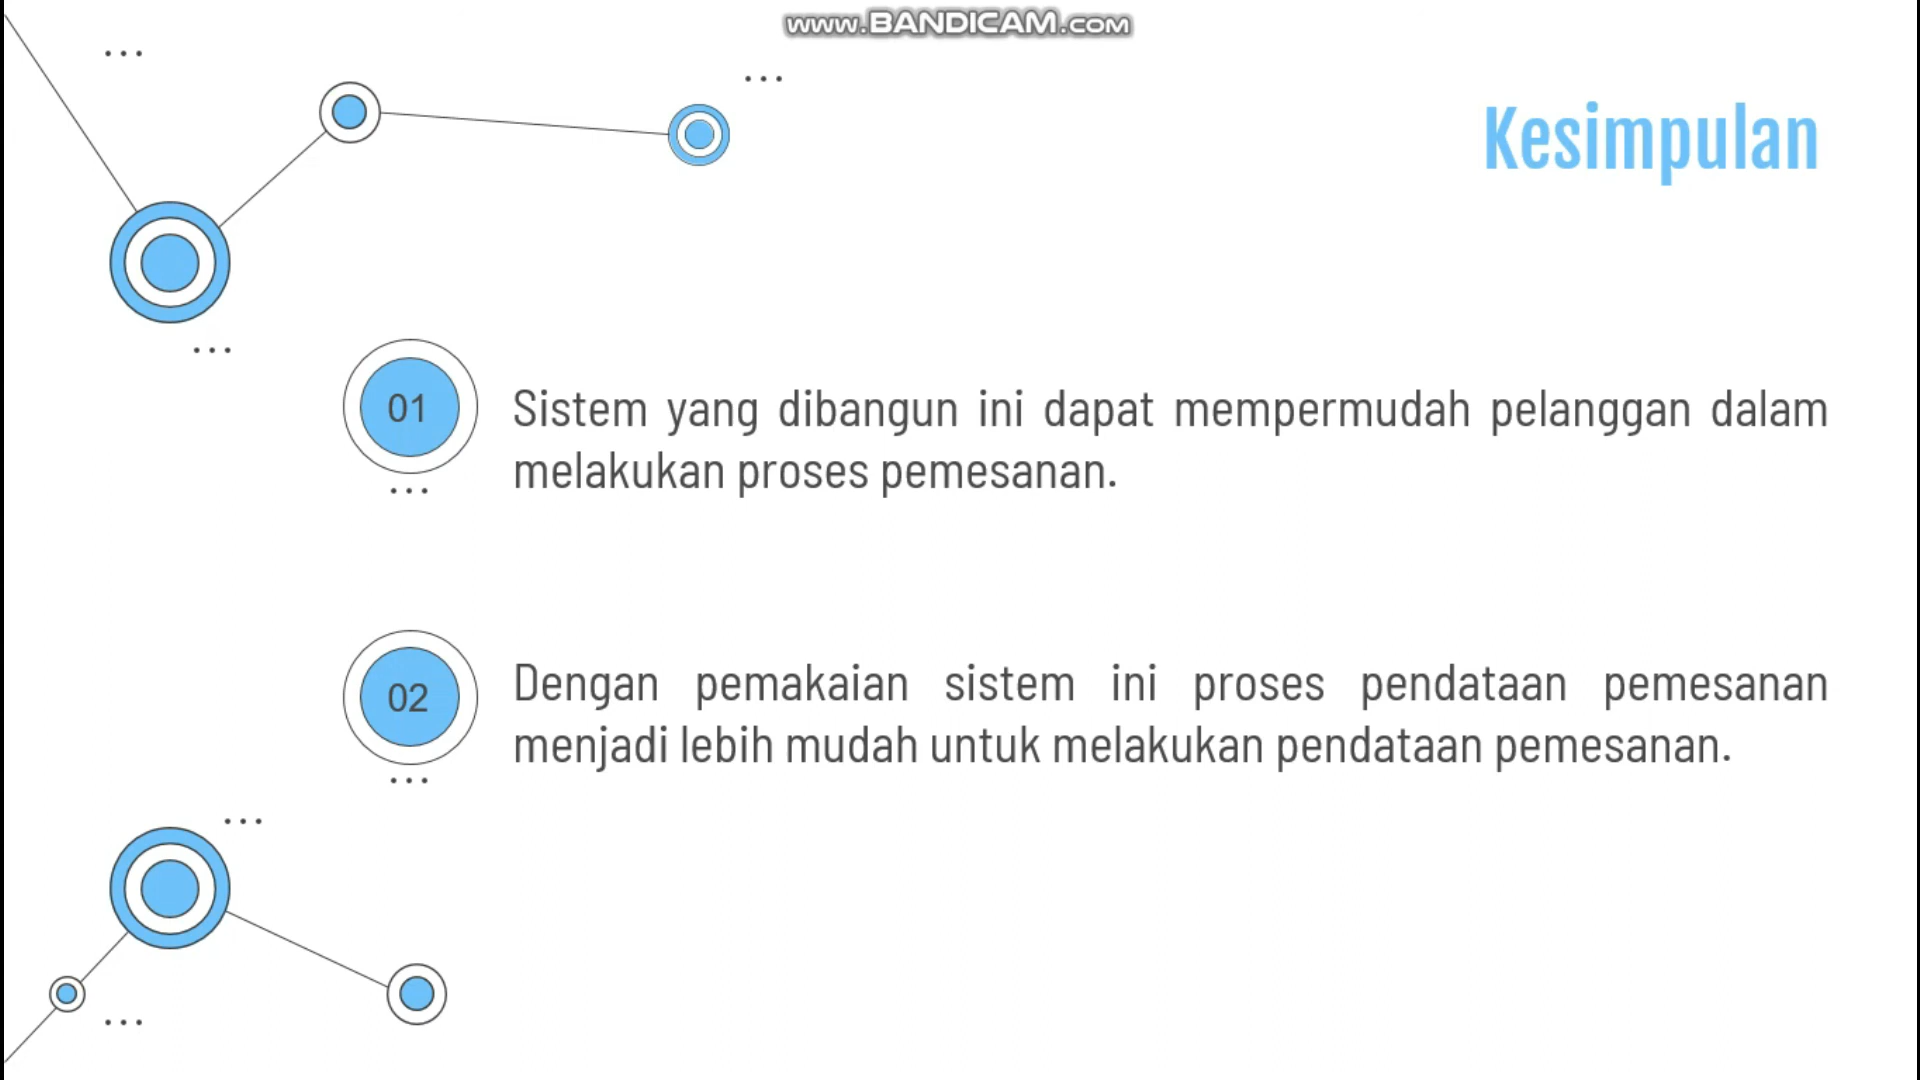 www.BANDICAM.com
Kesimpulan
01
Sistem yang dibangun ini dapat mempermudah pelanggan dalam
melakukan proses pemesanan.
02
Dengan pemakaian sistem ini proses pendataan pemesanan
menjadi lebih mudah untuk melakukan pendataan pemesanan.